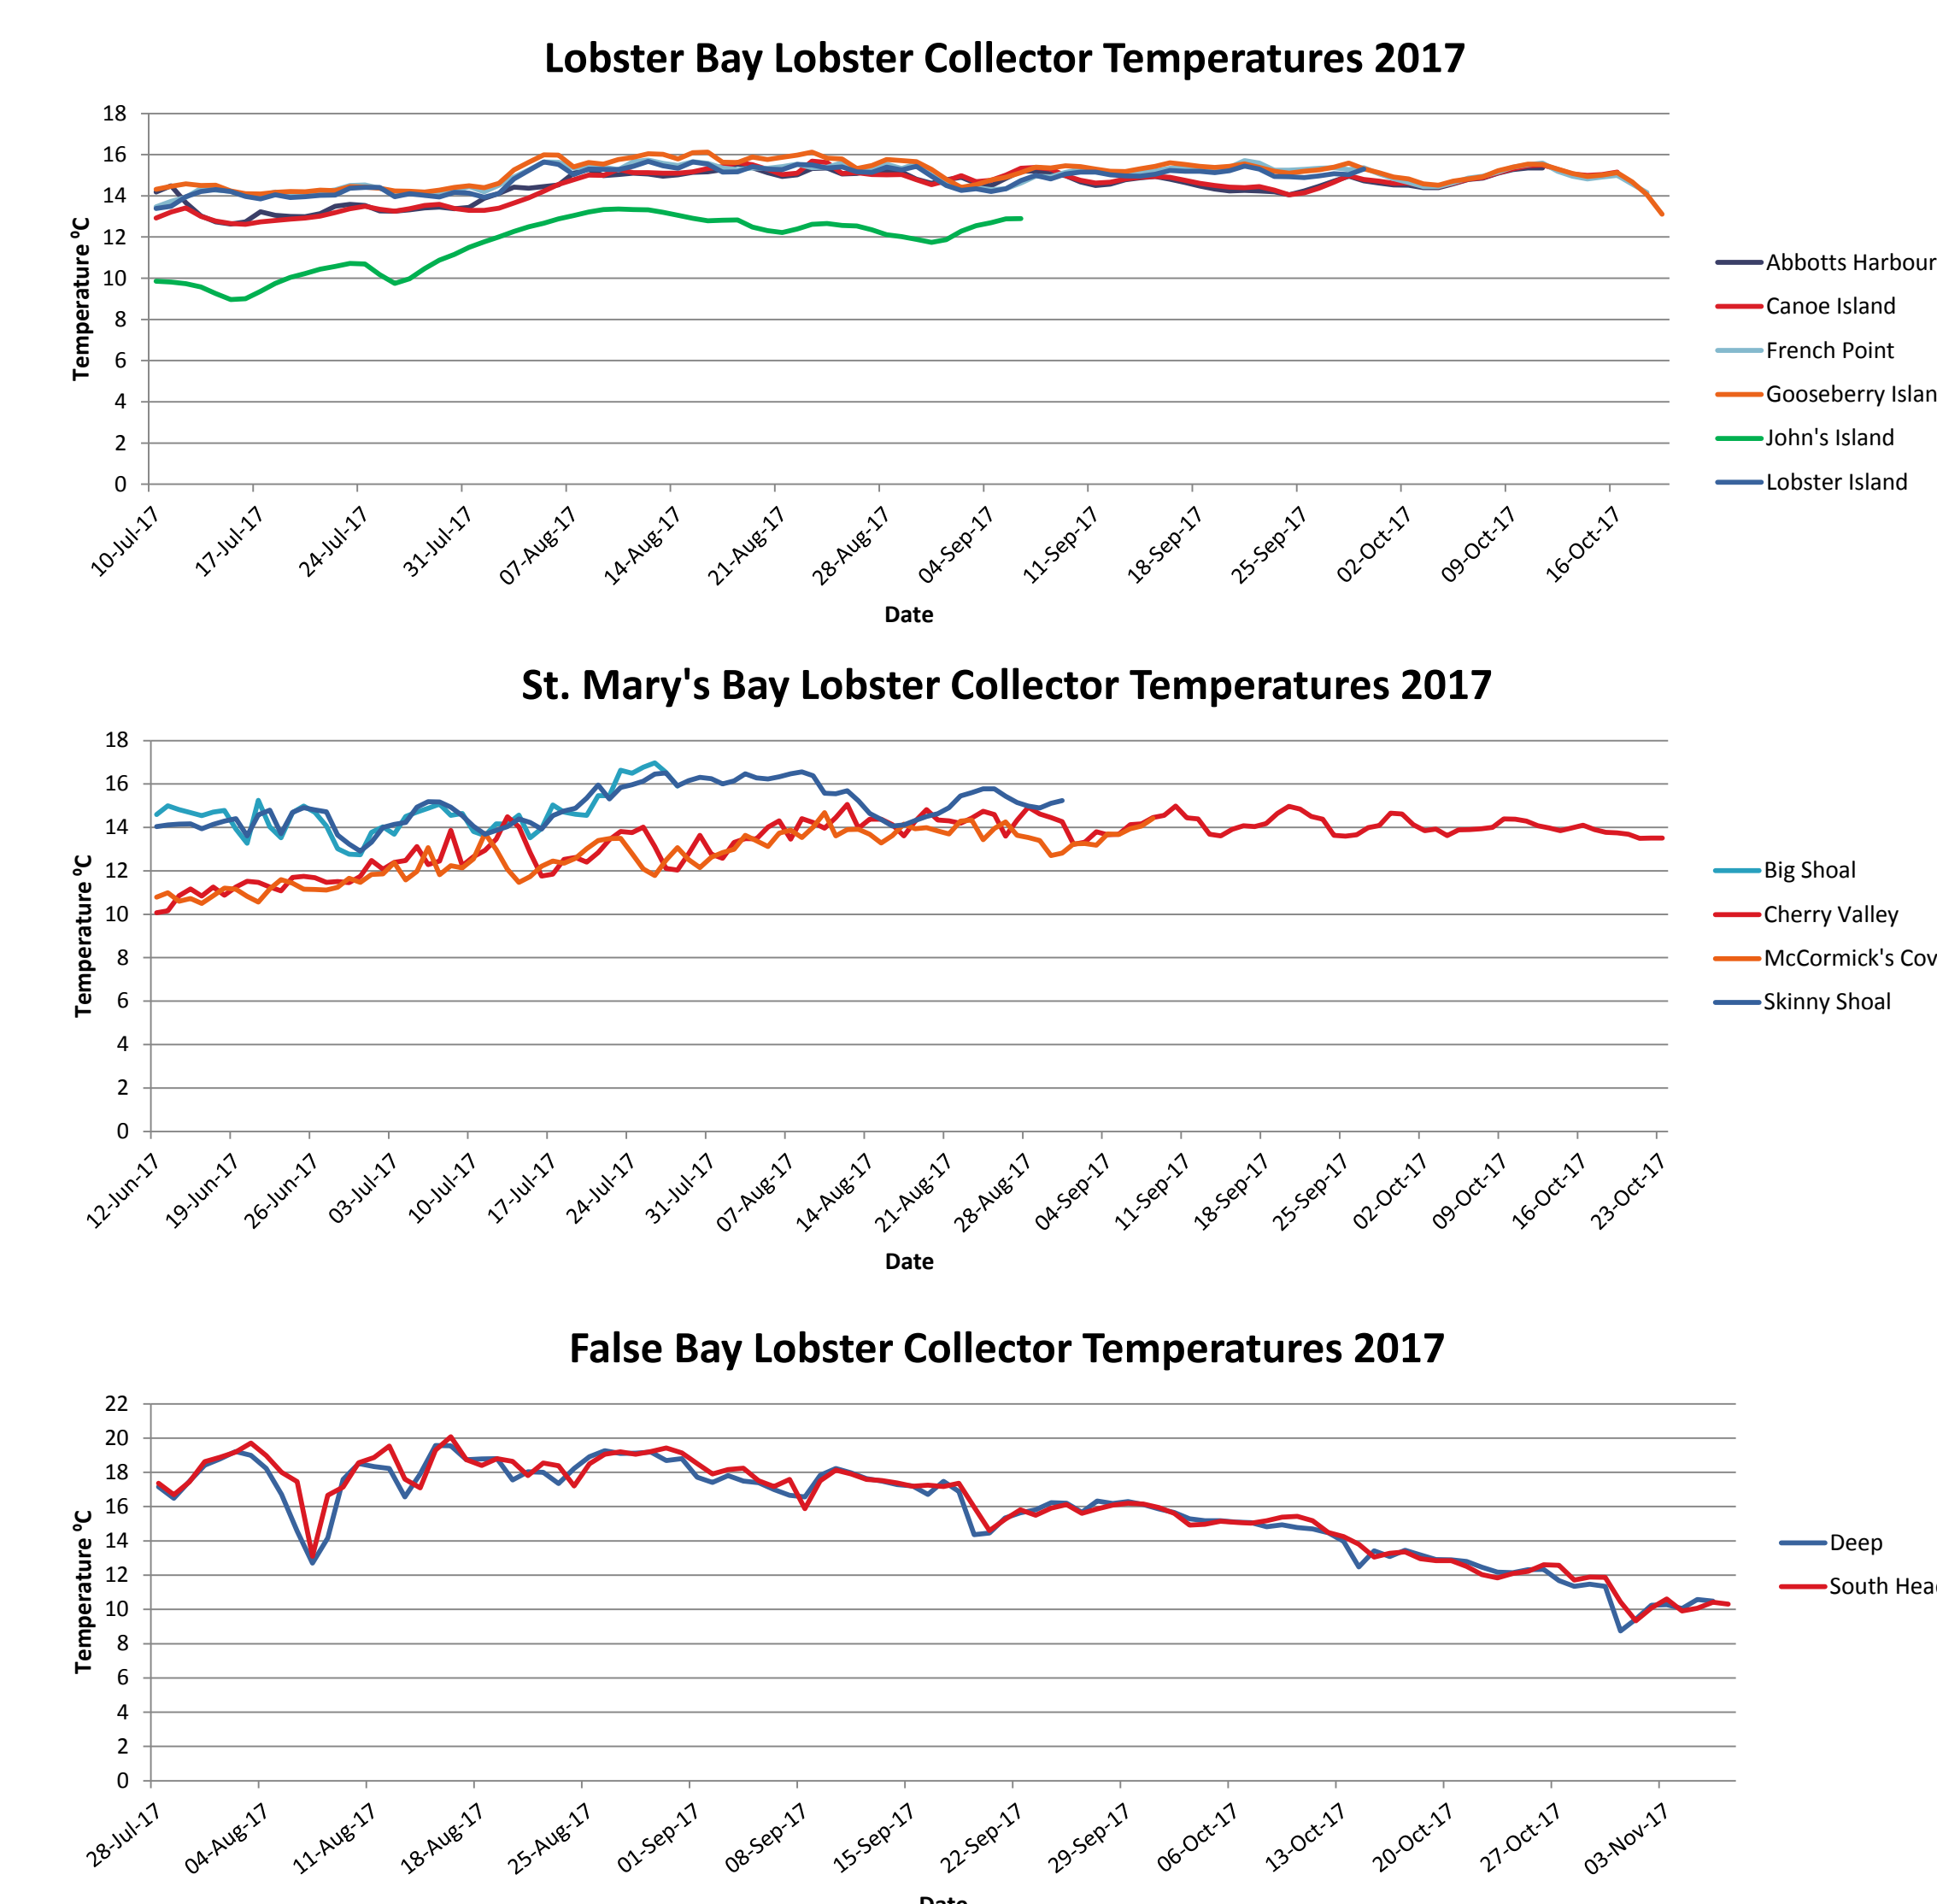 Lobster Bay Lobster Collector Temperatures 2017
18
16
14
12
10
8
6
4
2
0
Temperature ⁰C
10-Jul-17
17-Jul-17
24-Jul-17
31-Jul-17
07-Aug-17
14-Aug-17
21-Aug-17
28-Aug-17
04-Sep-17
11-Sep-17
18-Sep-17
25-Sep-17
02-Oct-17
09-Oct-17
16-Oct-17
Date
Abbotts Harbour
Canoe Island
French Point
Gooseberry Islan
John's Island
Lobster Island
St. Mary's Bay Lobster Collector Temperatures 2017
18
16
14
12
10
8
6
4
2
0
Temperature ⁰C
12-Jun-17
19-Jun-17
26-Jun-17
03-Jul-17
10-Jul-17
17-Jul-17
24-Jul-17
31-Jul-17
07-Aug-17
14-Aug-17
21-Aug-17
28-Aug-17
04-Sep-17
11-Sep-17
18-Sep-17
25-Sep-17
02-Oct-17
09-Oct-17
16-Oct-17
23-Oct-17
Date
Big Shoal
Cherry Valley
McCormick's Cov
Skinny Shoal
False Bay Lobster Collector Temperatures 2017
22
20
18
16
14
12
10
8
6
4
2
0
Temperature ⁰C
28-Jul-17
04-Aug-17
11-Aug-17
18-Aug-17
25-Aug-17
01-Sep-17
08-Sep-17
15-Sep-17
22-Sep-17
29-Sep-17
06-Oct-17
13-Oct-17
20-Oct-17
27-Oct-17
03-Nov-17
Date
Deep
South Hea